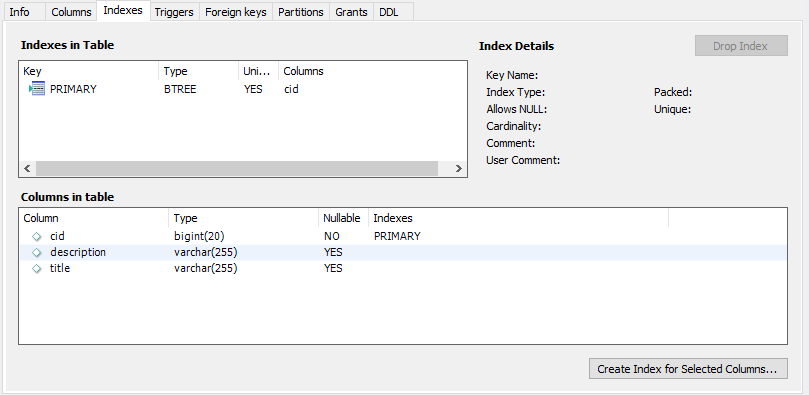 Info Columns Indexes Triggers Foreign keys Partitions Grants DDL
Indexes in Table
Key Type Uni... Columns
PRIMARY BTREE YES cid
Index Details
Drop Index
Key Name:
Index Type: Packed:
Allows NULL: Unique:
Cardinality:
Comment:
User Comment:
Columns in table
Column Type Nullable Indexes
cid bigint(20) NO PRIMARY
description varchar(255) YES
title varchar(255) YES
Create Index for Selected Columns...